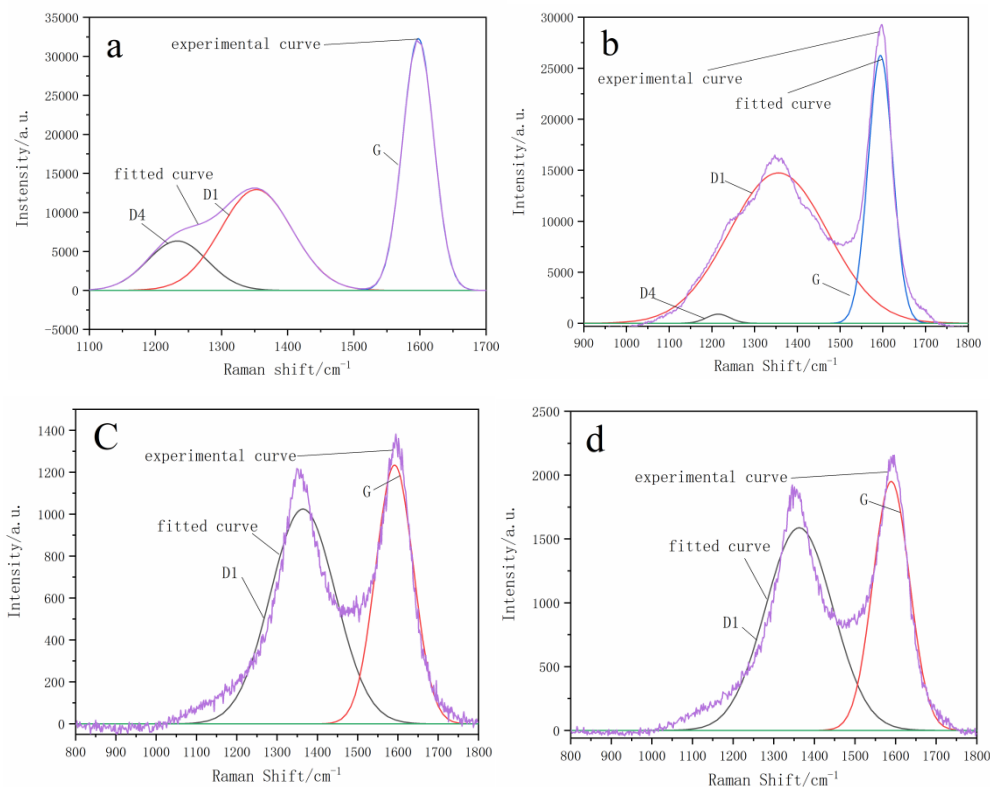 a
35000
30000
25000
20000
15000
10000
5000
0
-5000
Instensity/a.u.
experimental curve
fitted curve
D4
D1
G
1100 1200 1300 1400 1500 1600 1700
Raman shift/cm⁻¹
b
30000
25000
20000
15000
10000
5000
0
Intensity/a.u.
experimental curve
fitted curve
D1
D4
G
900 1000 1100 1200 1300 1400 1500 1600 1700 1800
Raman shift/cm⁻¹
C
1400
1200
1000
800
600
400
200
0
Intensity/a.u.
experimental curve
G
fitted curve
D1
800 900 1000 1100 1200 1300 1400 1500 1600 1700 1800
Raman Shift/cm⁻¹
d
2500
2000
1500
1000
500
0
Intensity/a.u.
experimental curve
G
fitted curve
D1
800 900 1000 1100 1200 1300 1400 1500 1600 1700 1800
Raman Shift/cm⁻¹